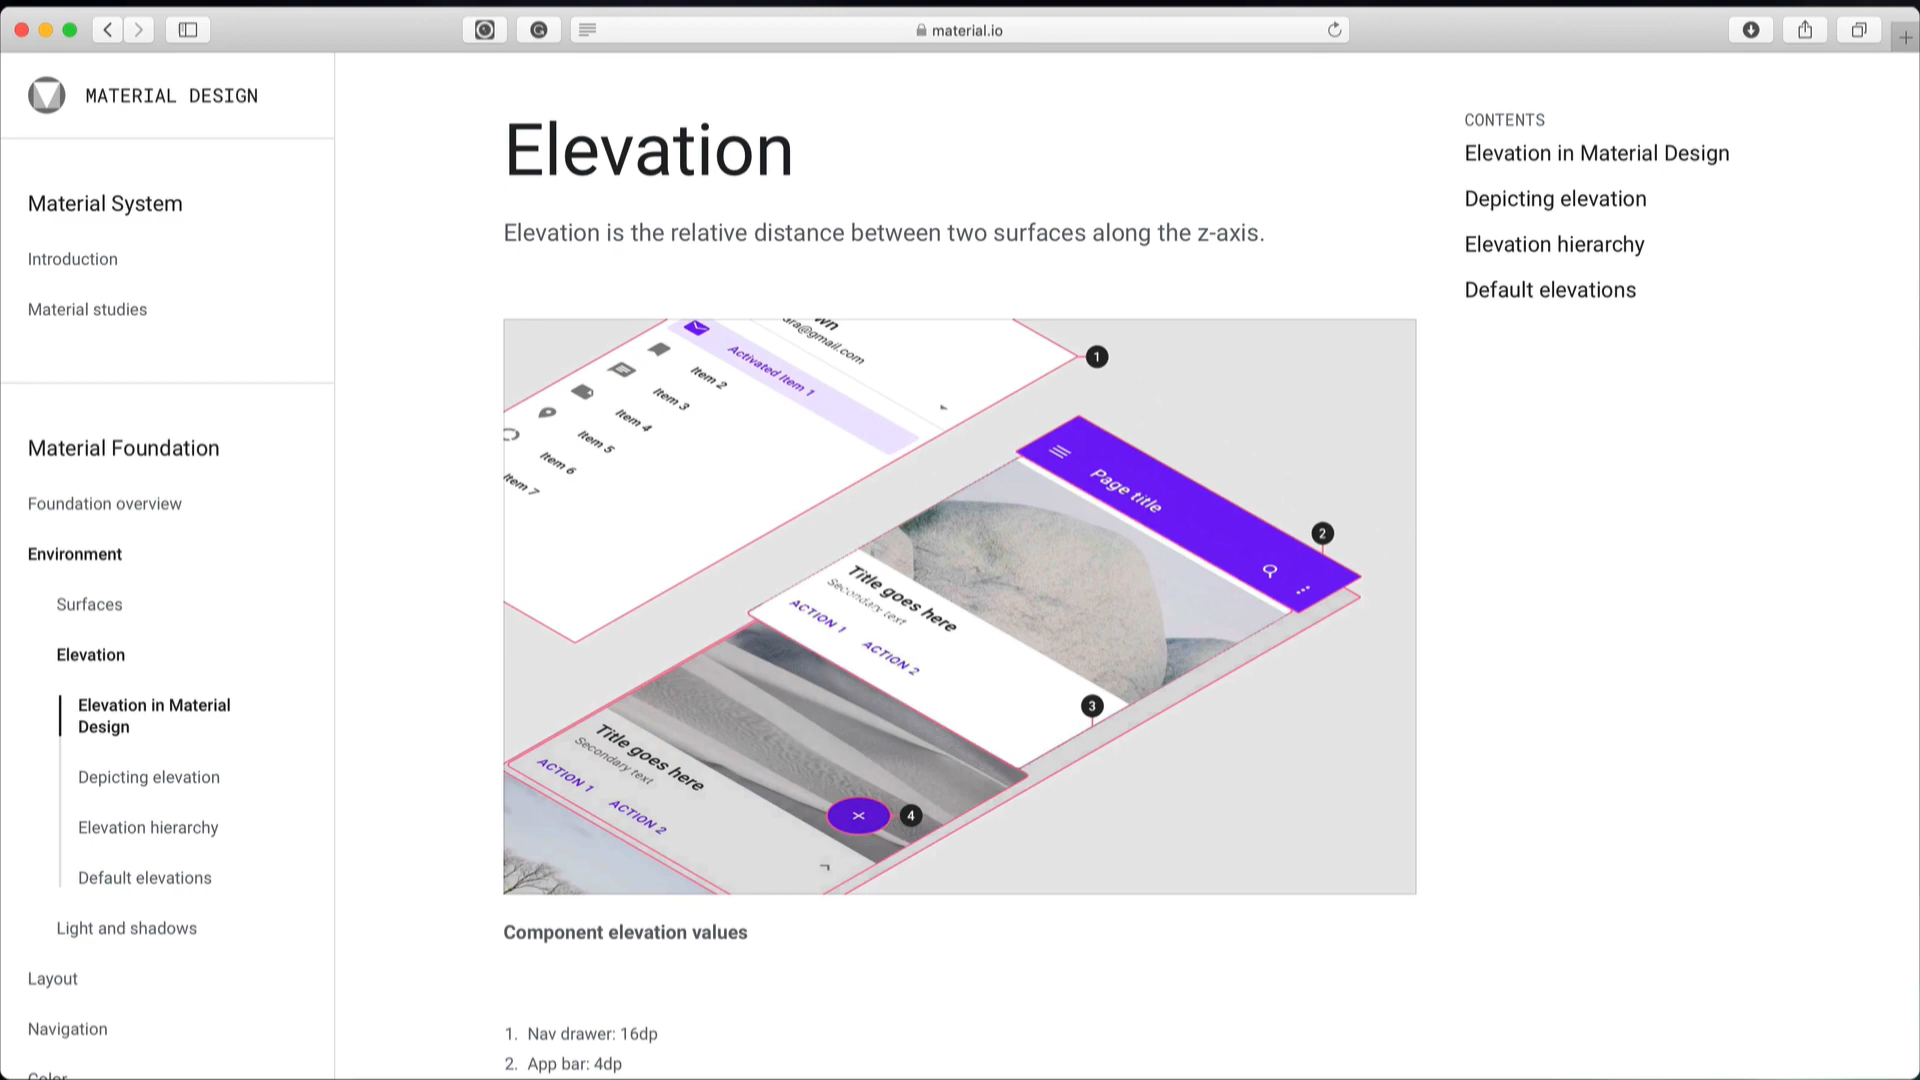 material.io
MATERIAL DESIGN
Material System
Introduction
Material studies
Material Foundation
Foundation overview
Environment
Surfaces
Elevation
Elevation in Material
Design
Depicting elevation
Elevation hierarchy
Default elevations
Light and shadows
Layout
Navigation
Color
Elevation
Elevation is the relative distance between two surfaces along the z-axis.
ara@gmail.com
Activated Item 1
Item 2
Item 3
Item 4
Item 5
Item 6
Item 7
1
Page title
2
Title goes here
Secondary text
ACTION 1 ACTION 2
3
Title goes here
Secondary text
ACTION 1 ACTION 2
+
4
Component elevation values
1. Nav drawer: 16dp
2. App bar: 4dp
CONTENTS
Elevation in Material Design
Depicting elevation
Elevation hierarchy
Default elevations